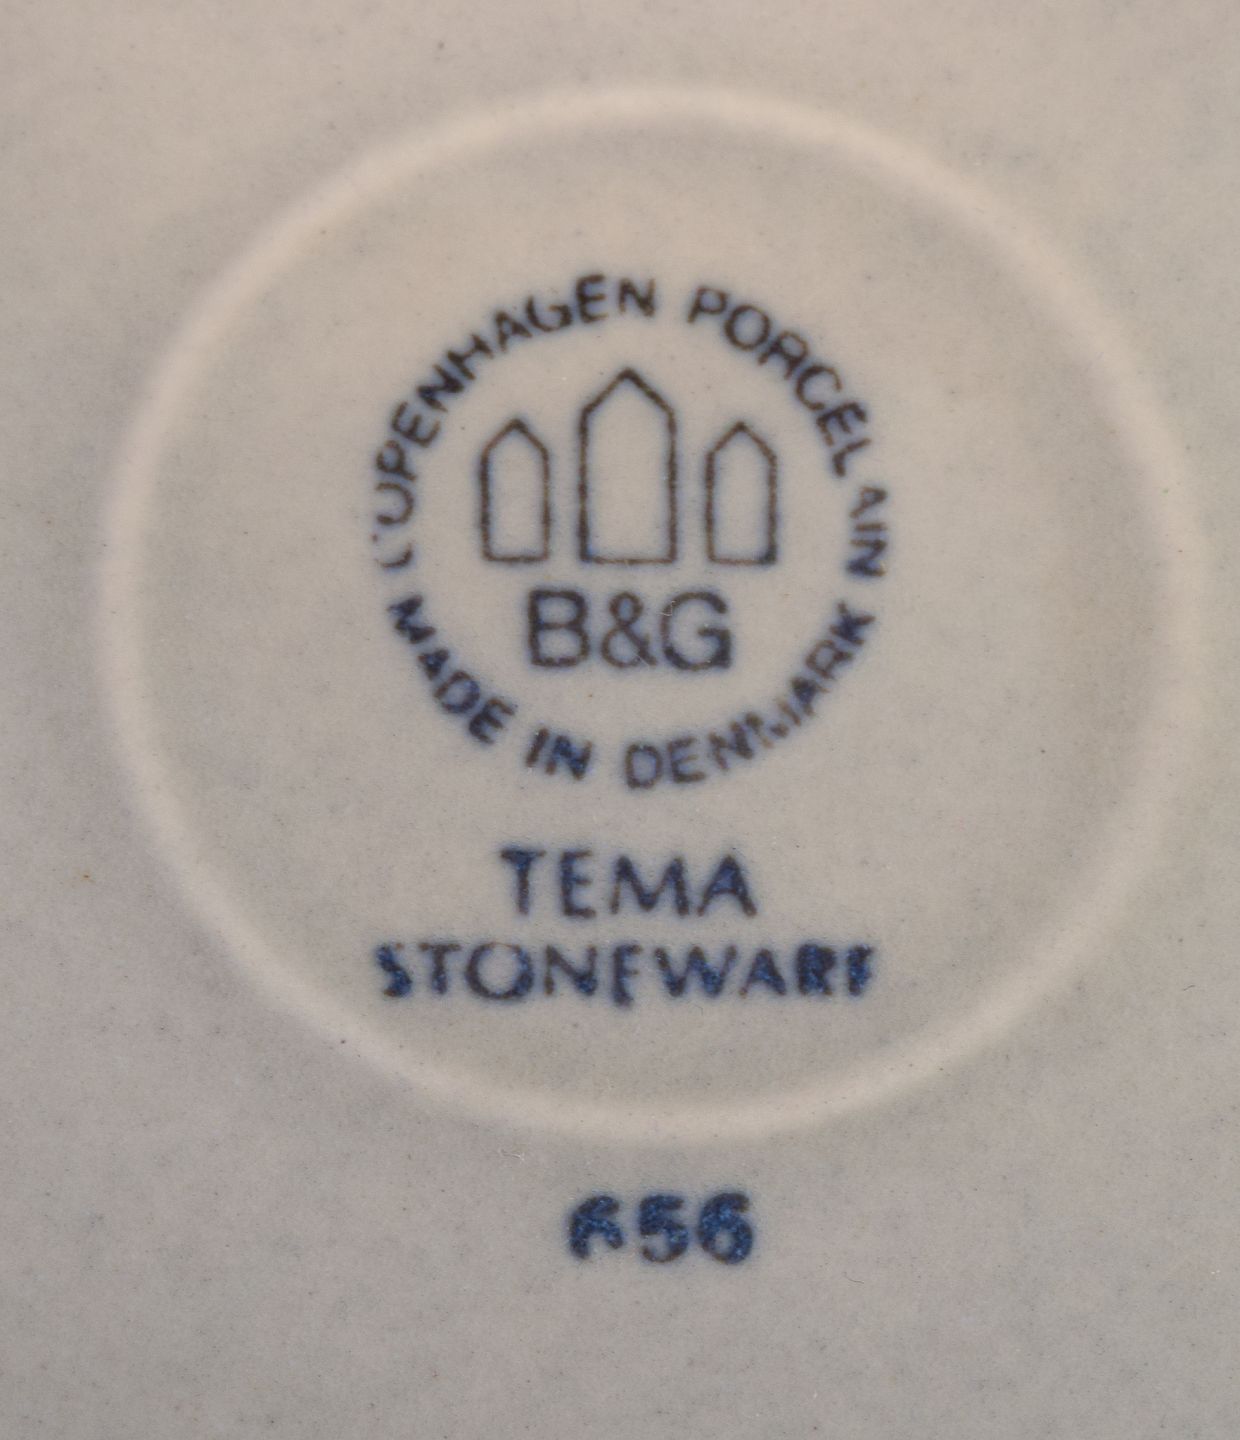 COPENHAGEN PORCELAIN
B&G
MADE IN DENMARK
TEMA
STONEWARE
656